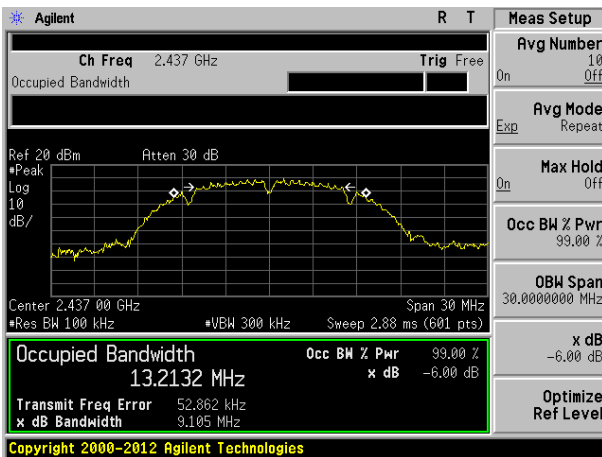 Agilent R T
Ch Freq 2.437 GHz Trig Free
Occupied Bandwidth
Ref 20 dBm Atten 30 dB
#Peak
Log
10
dB/
Center 2.437 00 GHz Span 30 MHz
#Res BW 100 kHz #VBW 300 kHz Sweep 2.88 ms (601 pts)
Occupied Bandwidth Occ BW % Pwr 99.00 %
13.2132 MHz x dB -6.00 dB
Transmit Freq Error 52.862 kHz
x dB Bandwidth 9.105 MHz
Copyright 2000-2012 Agilent Technologies
Meas Setup
Avg Number
10
On Off
Avg Mode
Exp Repeat
Max Hold
On Off
Occ BW % Pwr
99.00 %
OBW Span
30.0000000 MHz
x dB
-6.00 dB
Optimize
Ref Level